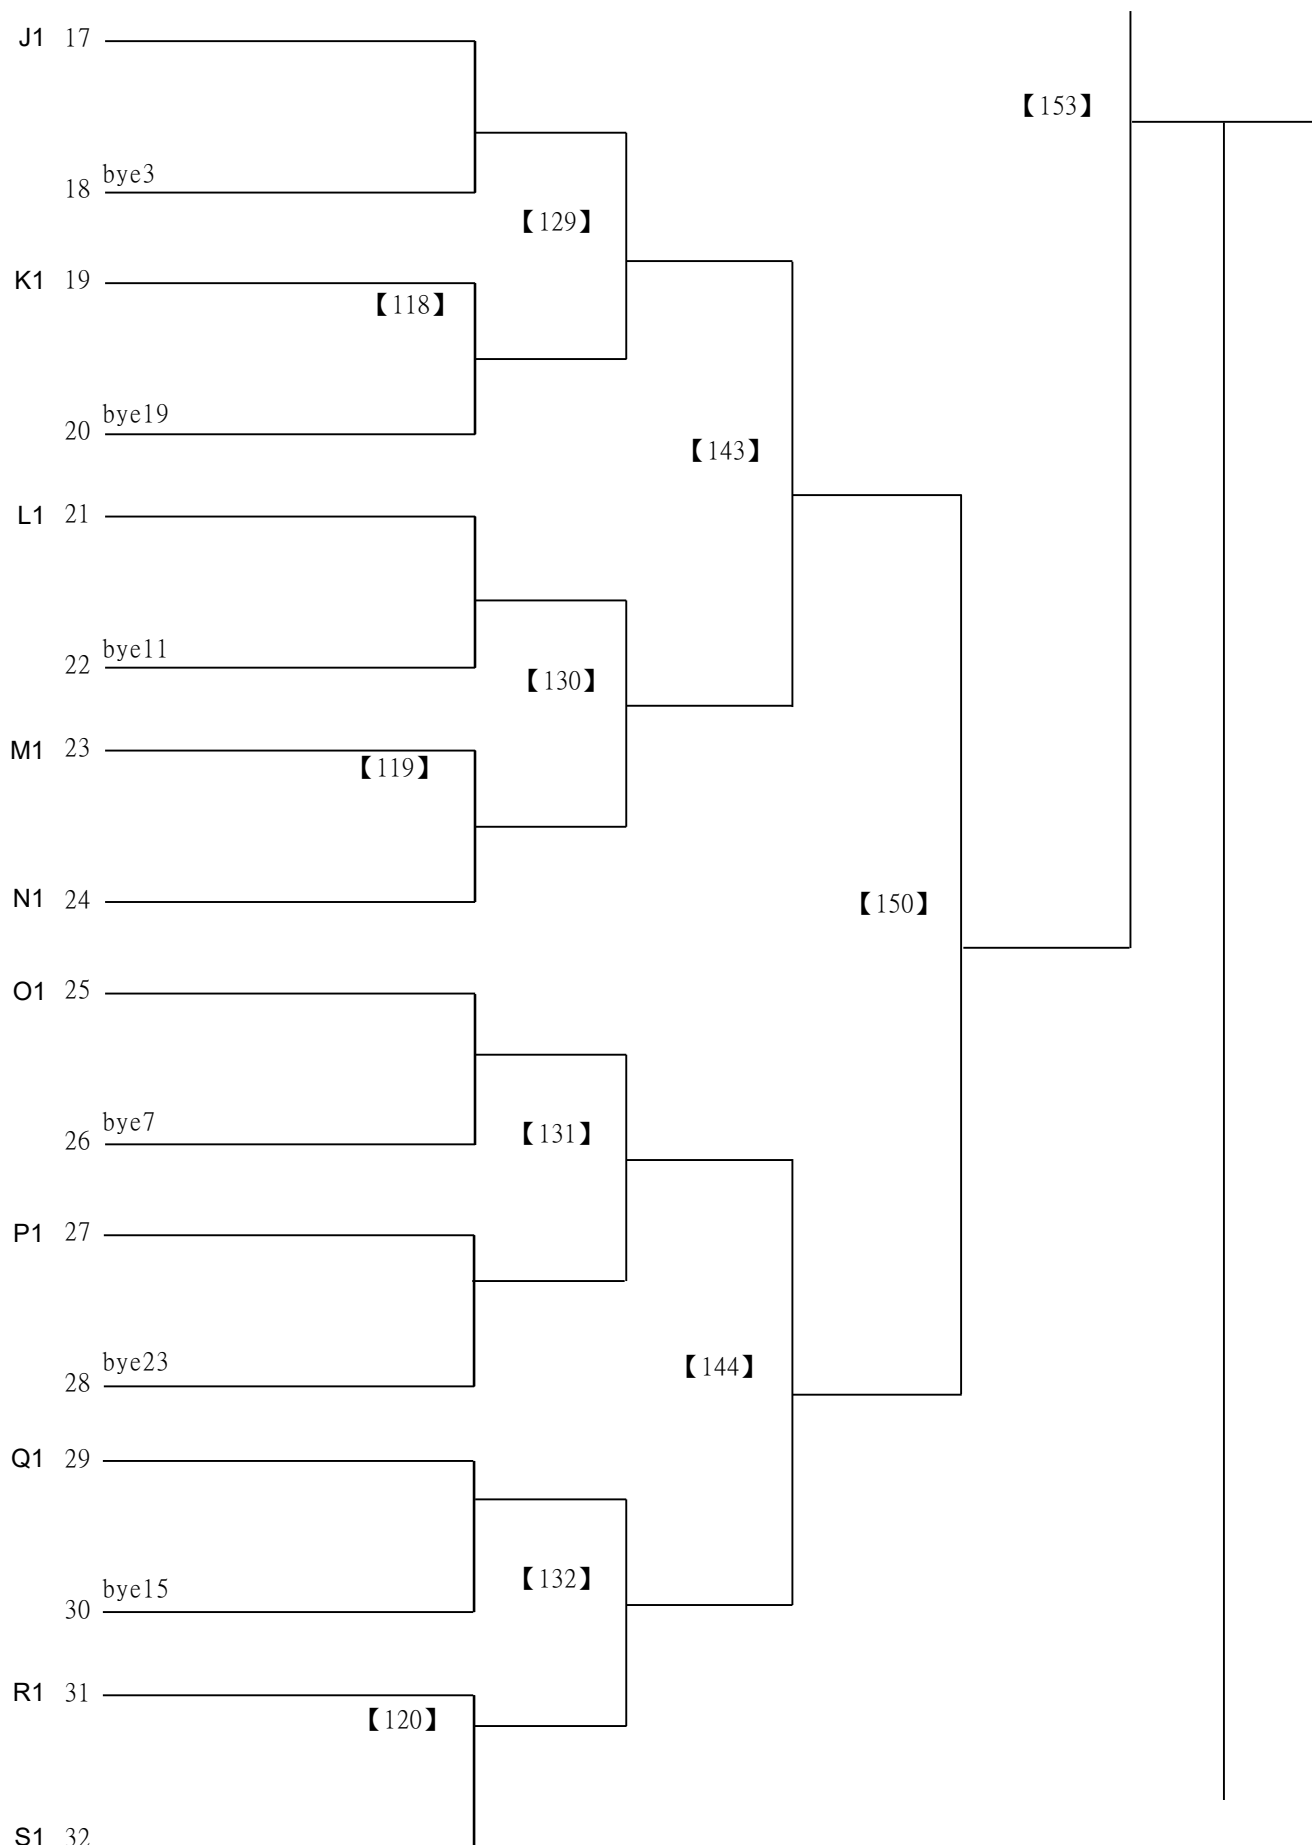 J1 17
【153】
18 bye3
【129】
K1 19
【118】
20 bye19
【143】
L1 21
22 bye11
【130】
M1 23
【119】
N1 24
【150】
O1 25
26 bye7
【131】
P1 27
28 bye23
【144】
Q1 29
【132】
30 bye15
R1 31
【120】
S1 32